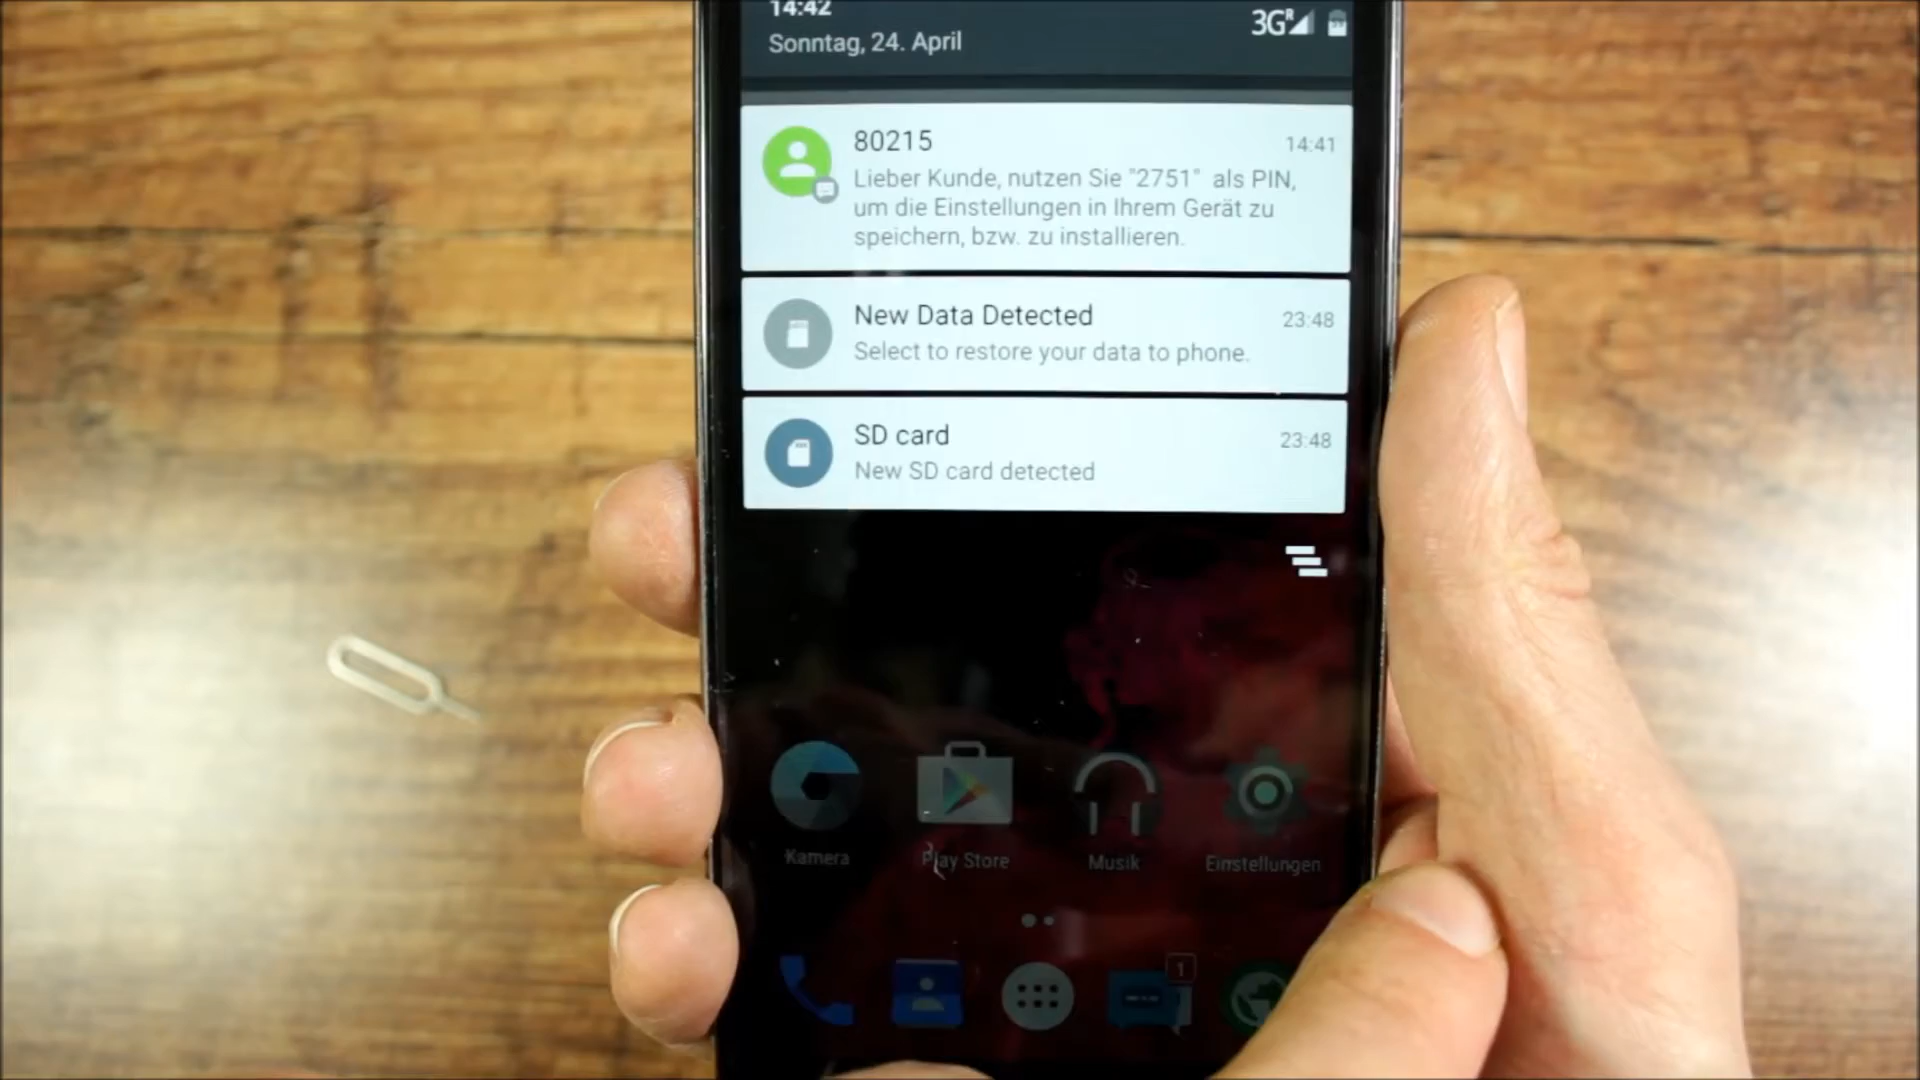 14:42
3G R
Sonntag, 24. April
80215
14:41
Lieber Kunde, nutzen Sie "2751" als PIN,
um die Einstellungen in Ihrem Gerät zu
speichern, bzw. zu installieren.
New Data Detected
23:48
Select to restore your data to phone.
SD card
23:48
New SD card detected
Kamera
Play Store
Musik
Einstellungen
1